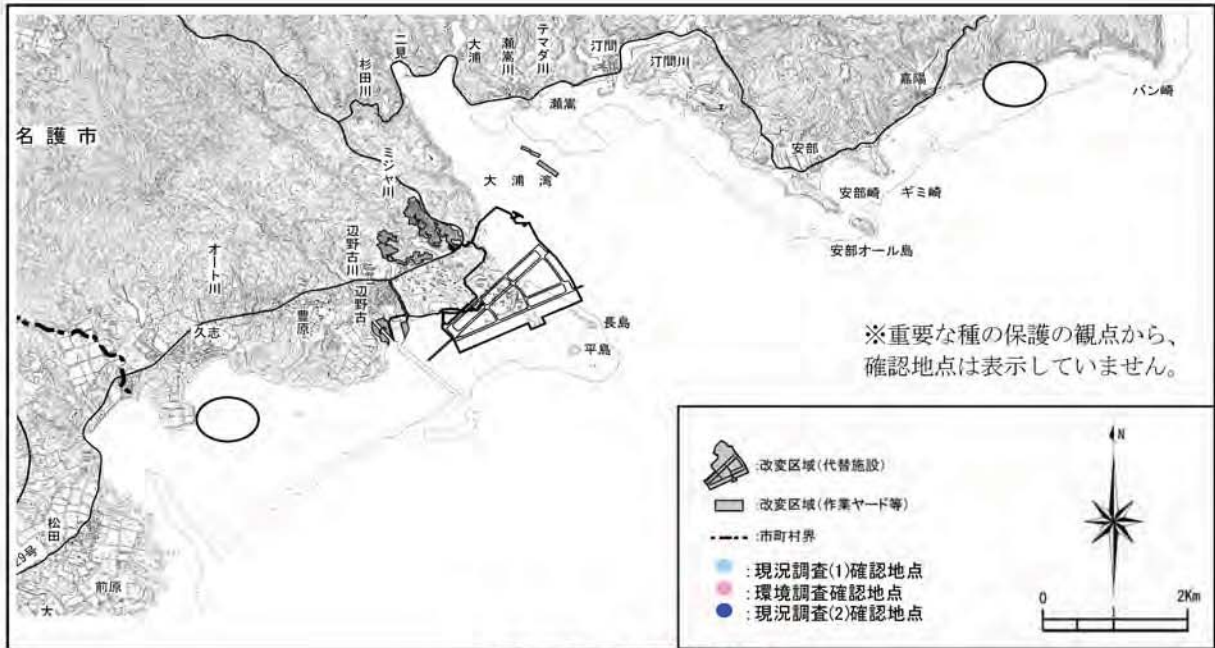 二見
大浦
瀬嵩川
テマダ川
汀間
汀間川
杉田川
瀬嵩
嘉陽
バン崎
名護市
ミジャ川
大浦湾
安部
安部崎
ギミ崎
安部オール島
辺野古川
オート川
辺野古
豊原
久志
長島
平島
※重要な種の保護の観点から、
確認地点は表示していません。
松田
29号
前原
大
:改変区域(代替施設)
:改変区域(作業ヤード等)
:市町村界
:現況調査(1)確認地点
:環境調査確認地点
:現況調査(2)確認地点
N
0 2Km